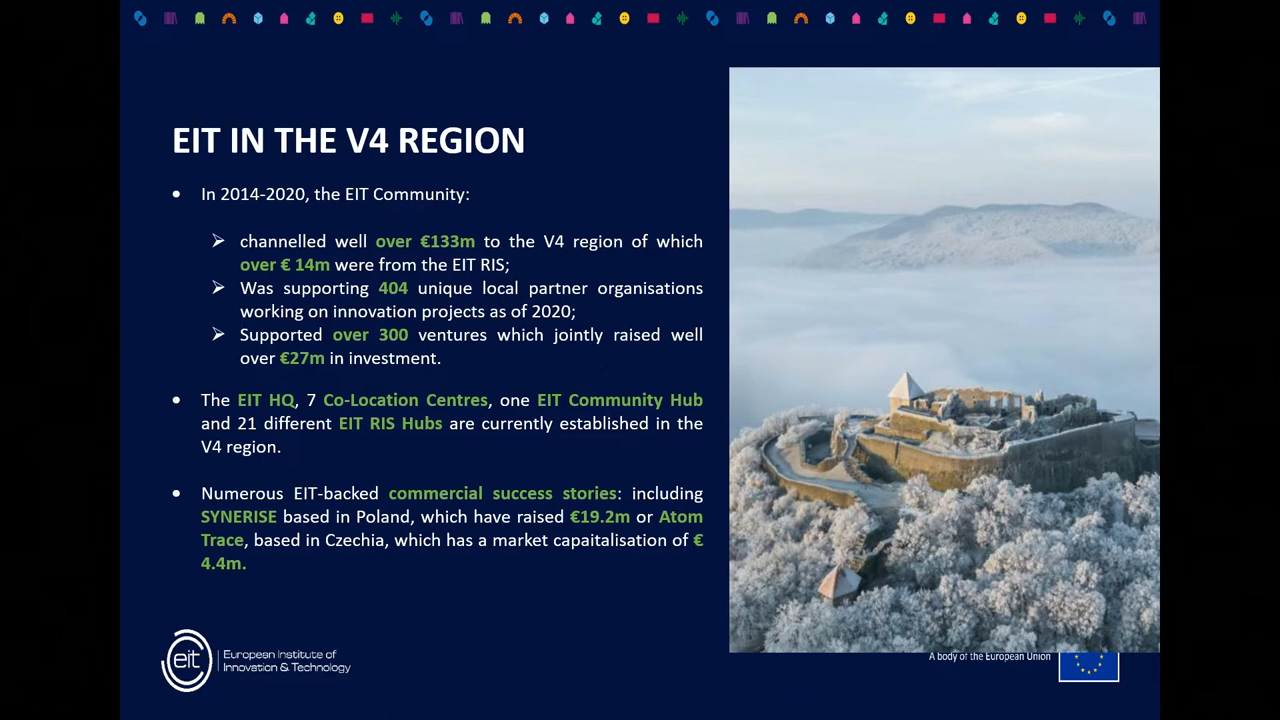 EIT IN THE V4 REGION
• In 2014-2020, the EIT Community:
➢ channelled well over €133m to the V4 region of which
over € 14m were from the EIT RIS;
➢ Was supporting 404 unique local partner organisations
working on innovation projects as of 2020;
➢ Supported over 300 ventures which jointly raised well
over €27m in investment.
• The EIT HQ, 7 Co-Location Centres, one EIT Community Hub
and 21 different EIT RIS Hubs are currently established in the
V4 region.
• Numerous EIT-backed commercial success stories: including
SYNERISE based in Poland, which have raised €19.2m or Atom
Trace, based in Czechia, which has a market capaitalisation of €
4.4m.
eit
European Institute of
Innovation & Technology
A body of the European Union